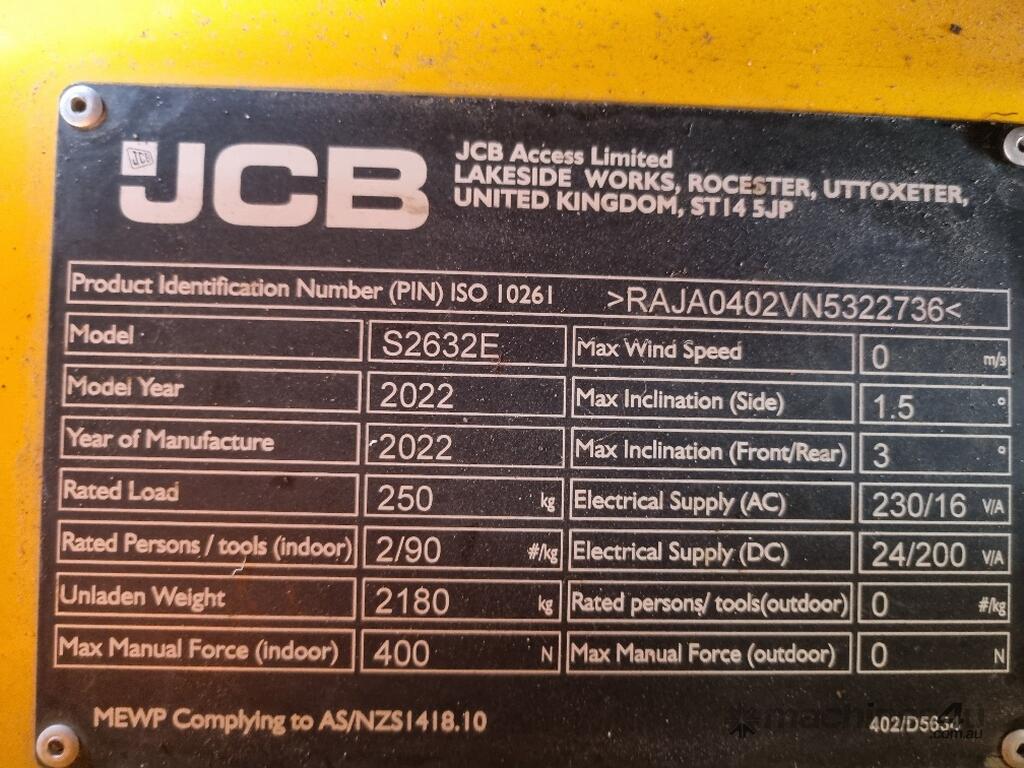 JCB
JCB
JCB Access Limited
LAKESIDE WORKS, ROCESTER, UTTOXETER,
UNITED KINGDOM, ST14 5JP
Product Identification Number (PIN) ISO 10261 >RAJA0402VN5322736<
Model S2632E Max Wind Speed 0 m/s
Model Year 2022 Max Inclination (Side) 1.5 °
Year of Manufacture 2022 Max Inclination (Front/Rear) 3 °
Rated Load 250 kg Electrical Supply (AC) 230/16 V/A
Rated Persons / tools (indoor) 2/90 #/kg Electrical Supply (DC) 24/200 V/A
Unladen Weight 2180 kg Rated persons/ tools(outdoor) 0 #/kg
Max Manual Force (indoor) 400 N Max Manual Force (outdoor) 0 N
MEWP Complying to AS/NZS1418.10
machines4u
.com.au